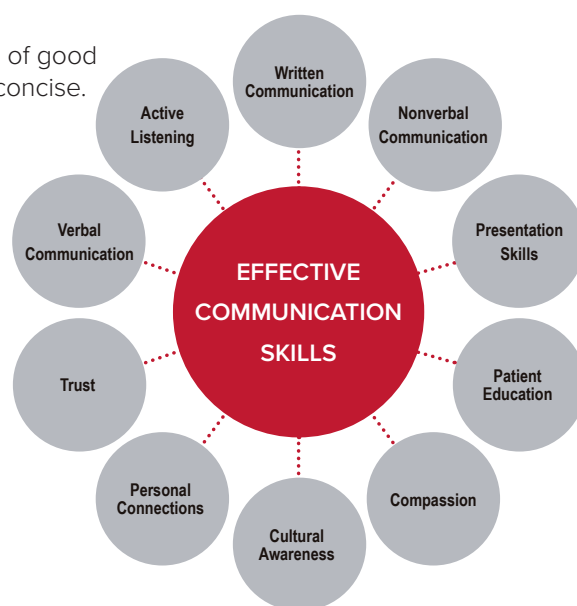 of good
concise.
Written
Communication
Nonverbal
Communication
Presentation
Skills
Patient
Education
Compassion
Cultural
Awareness
Personal
Connections
Trust
Verbal
Communication
Active
Listening
EFFECTIVE
COMMUNICATION
SKILLS